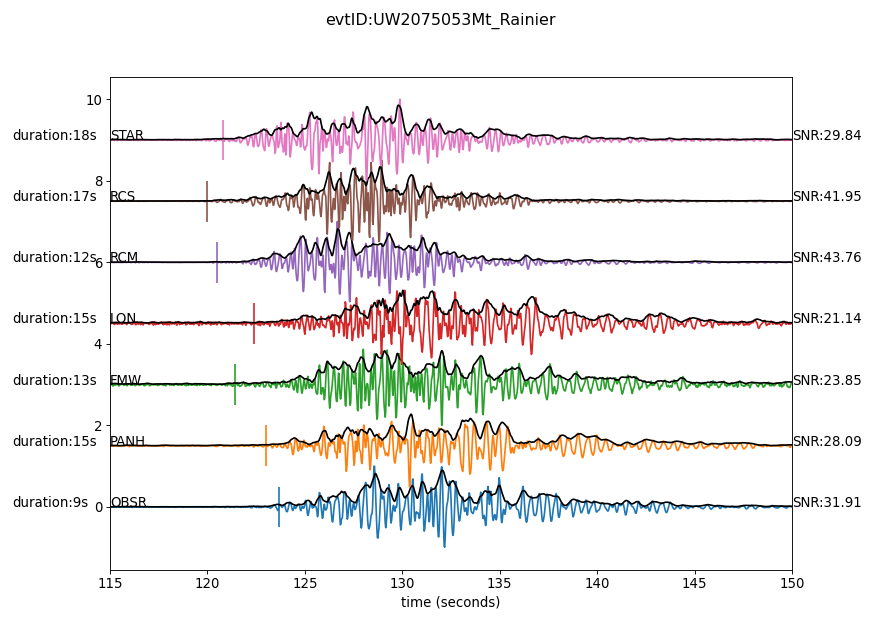 evtID:UW2075053Mt_Rainier
10
duration:18s STAR SNR:29.84
8
duration:17s RCS SNR:41.95
duration:12s RCM SNR:43.76
6
duration:15s LON SNR:21.14
4
duration:13s FMW SNR:23.85
2
duration:15s PANH SNR:28.09
duration:9s OBSR SNR:31.91
0
115 120 125 130 135 140 145 150
time (seconds)